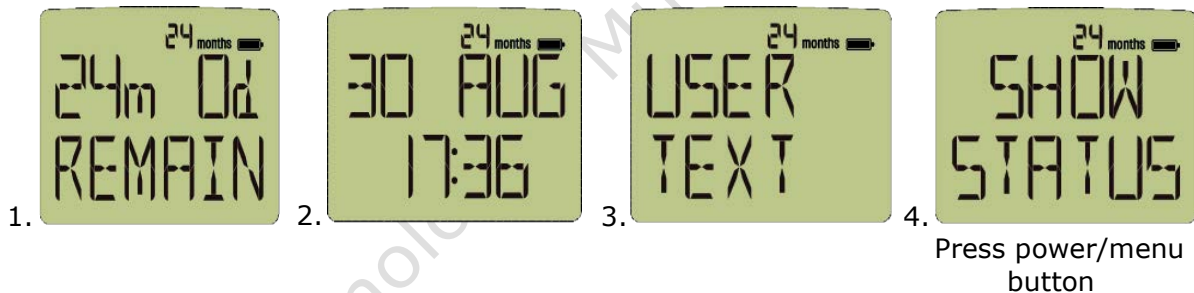 24 months
24m 0d
REMAIN
1.
24 months
30 AUG
17:36
2.
24 months
USER
TEXT
3.
24 months
SHOW
STATUS
4.
Press power/menu
button